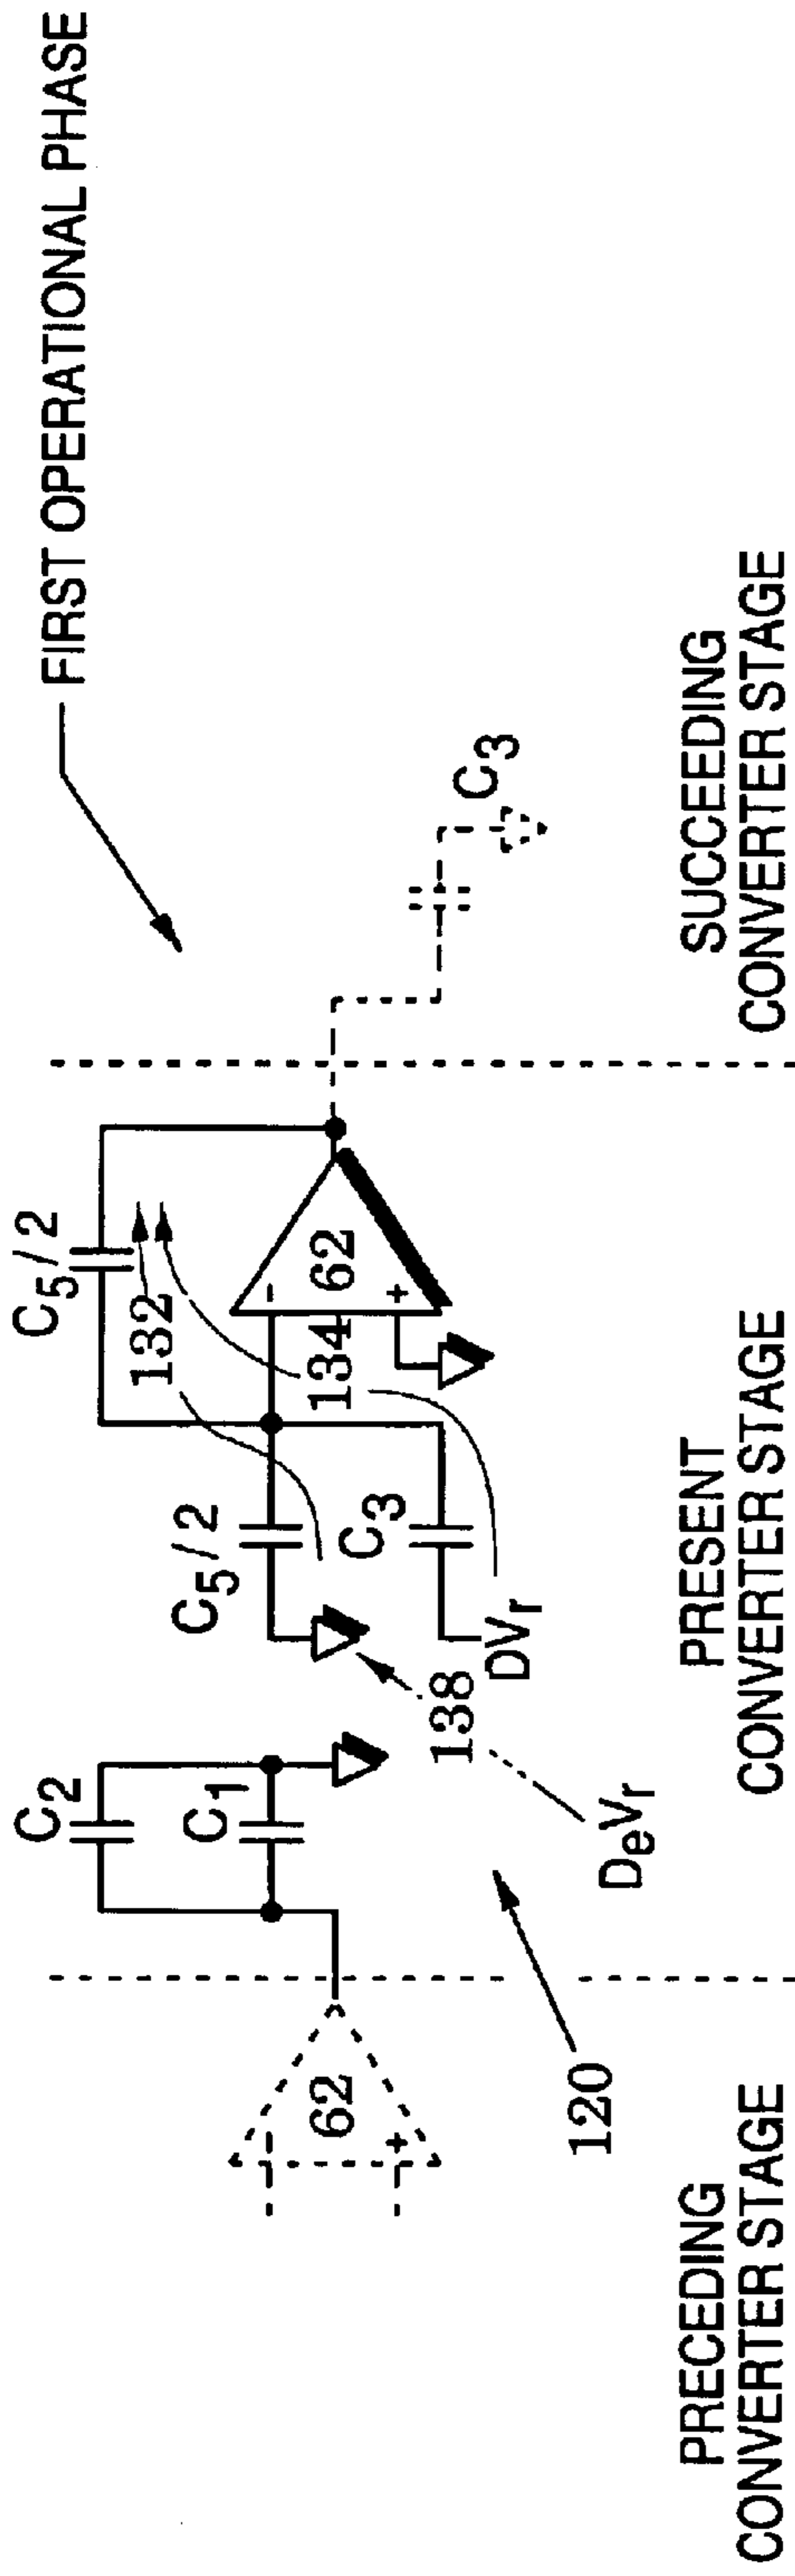 FIRST OPERATIONAL PHASE
C5/2
C2
132
C5/2
C1
62
-
134
62
+
C3
+
138
DVr
C3
DeVr
120
PRECEDING
CONVERTER STAGE
PRESENT
CONVERTER STAGE
SUCCEEDING
CONVERTER STAGE